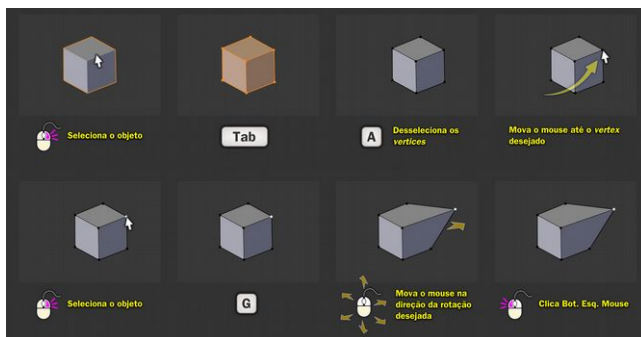 Seleciona o objeto
Tab
A
Desseleciona os
vertices
Mova o mouse até o vertex
desejado
Seleciona o objeto
G
Mova o mouse na
direção da rotação
desejada
Clica Bot. Esq. Mouse